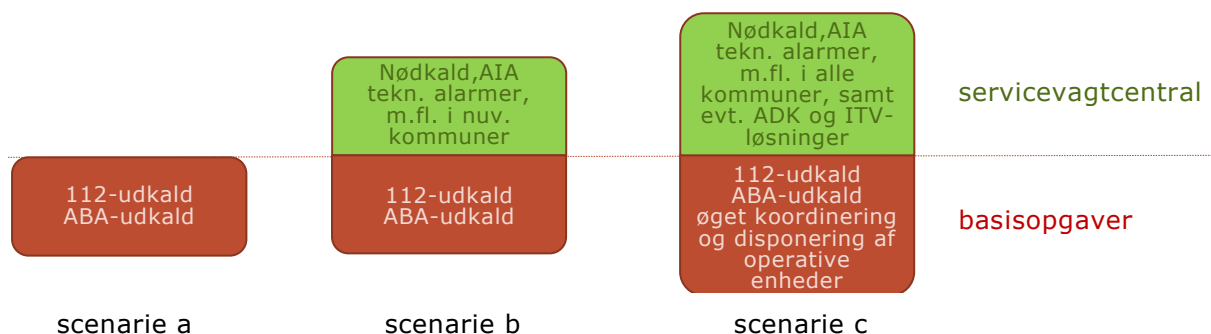 Nødkald,AIA
tekn. alarmer,
m.fl. i nuv.
kommuner
Nødkald,AIA
tekn. alarmer,
m.fl. i alle
kommuner, samt
evt. ADK og ITV-
løsninger
servicevagtcentral
112-udkald
ABA-udkald
112-udkald
ABA-udkald
112-udkald
ABA-udkald
øget koordinering
og disponering af
operative
enheder
basisopgaver
scenarie a
scenarie b
scenarie c